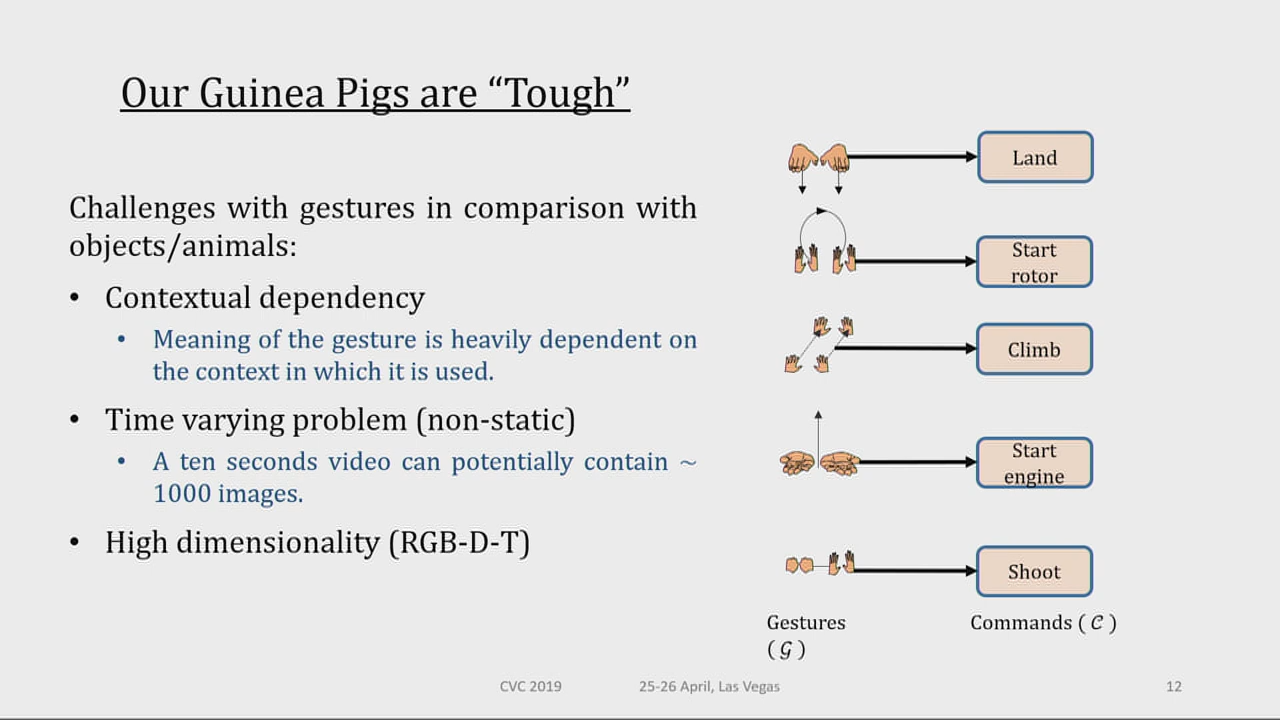 Our Guinea Pigs are “Tough”
Challenges with gestures in comparison with
objects/animals:
• Contextual dependency
• Meaning of the gesture is heavily dependent on
the context in which it is used.
• Time varying problem (non-static)
• A ten seconds video can potentially contain ~
1000 images.
• High dimensionality (RGB-D-T)
Land
Start
rotor
Climb
Start
engine
Shoot
Gestures
( 𝒢 )
Commands ( 𝒞 )
CVC 2019
25-26 April, Las Vegas
12